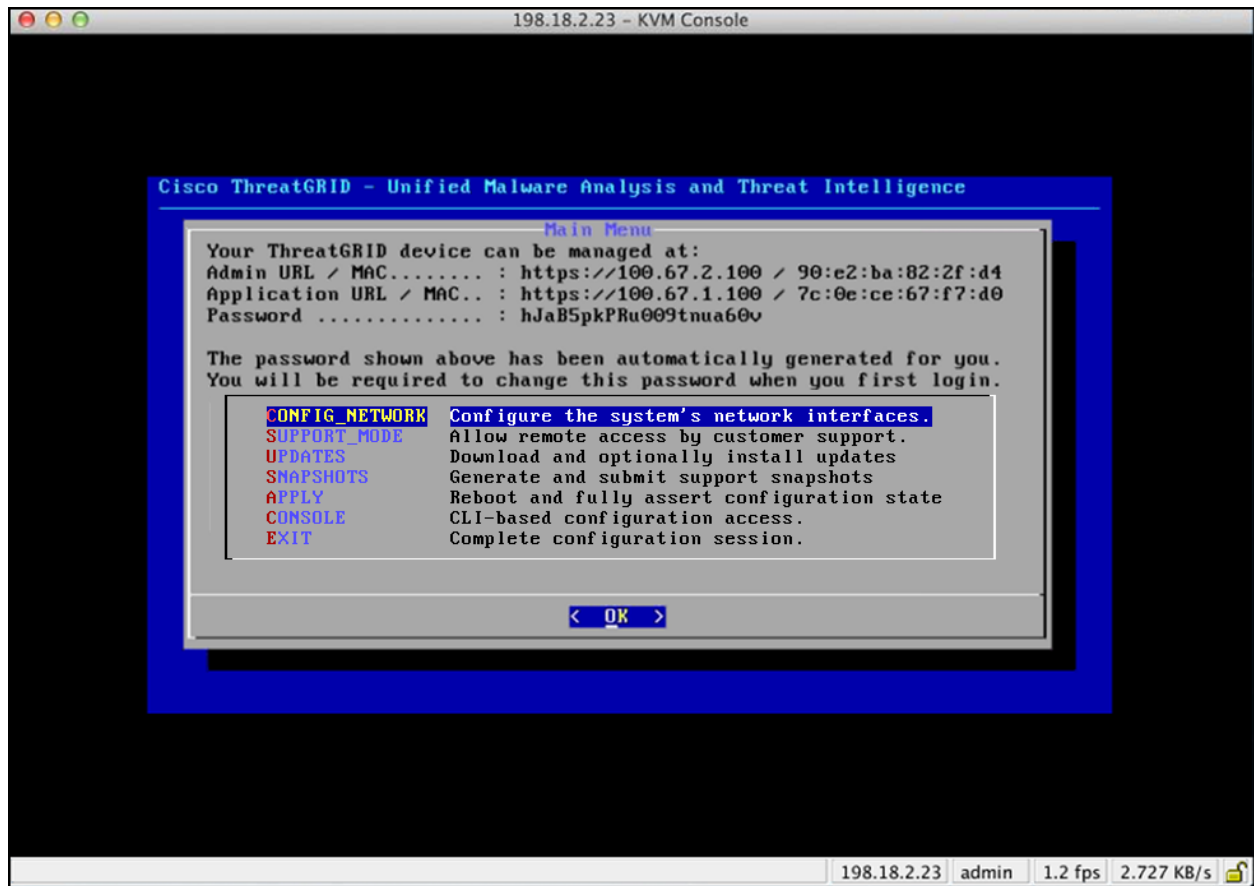 198.18.2.23 – KVM Console
Cisco ThreatGRID - Unified Malware Analysis and Threat Intelligence
Main Menu
Your ThreatGRID device can be managed at:
Admin URL / MAC........ : https://100.67.2.100 / 90:e2:ba:82:2f:d4
Application URL / MAC.. : https://100.67.1.100 / 7c:0e:ce:67:f7:d0
Password .............. : hJaB5pkPRu009tnua60v
The password shown above has been automatically generated for you.
You will be required to change this password when you first login.
CONFIG_NETWORK Configure the system's network interfaces.
SUPPORT_MODE Allow remote access by customer support.
UPDATES Download and optionally install updates
SNAPSHOTS Generate and submit support snapshots
APPLY Reboot and fully assert configuration state
CONSOLE CLI-based configuration access.
EXIT Complete configuration session.
< OK >
198.18.2.23 admin 1.2 fps 2.727 KB/s